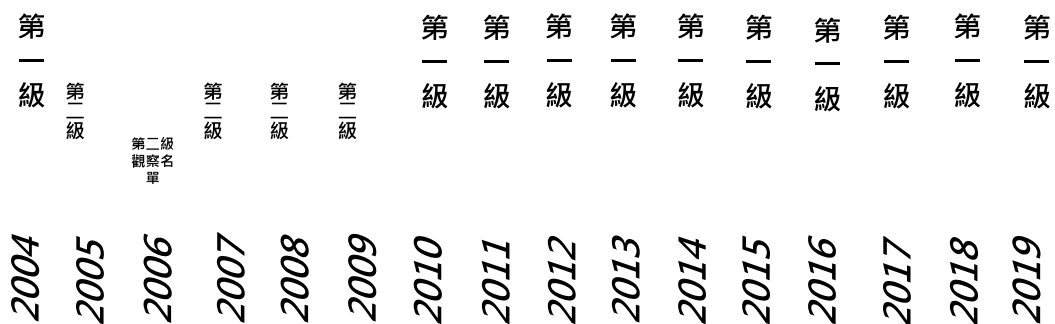 第一級
第二級
第二級
觀察名
單
第二級
第二級
第二級
第一級
第一級
第一級
第一級
第一級
第一級
第一級
第一級
第一級
第一級
2004
2005
2006
2007
2008
2009
2010
2011
2012
2013
2014
2015
2016
2017
2018
2019